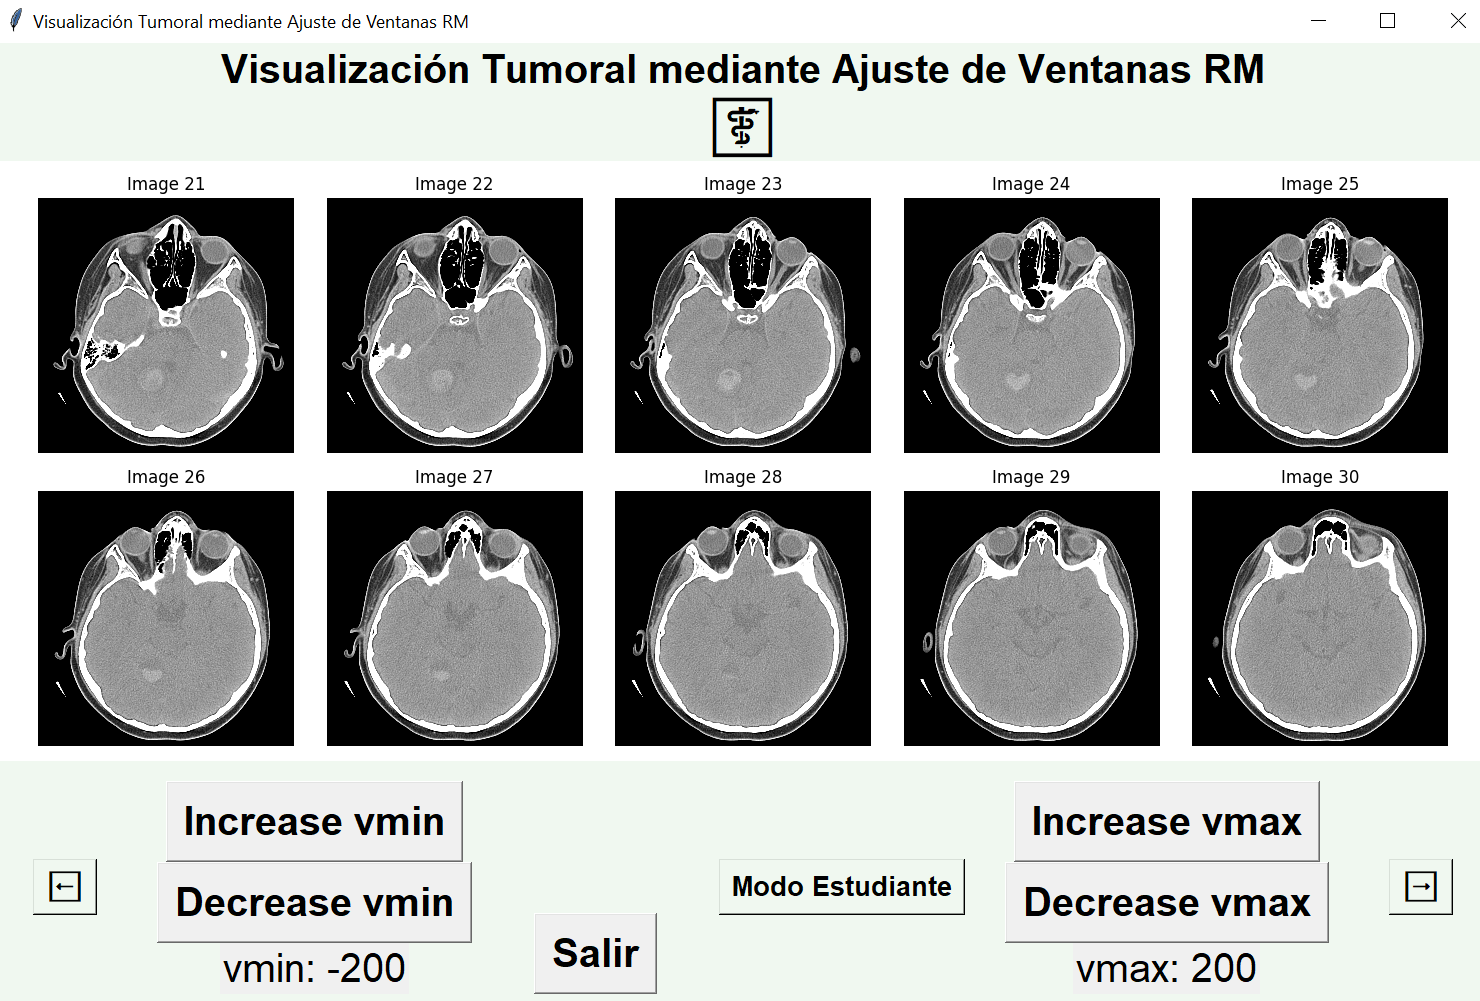 Visualización Tumoral mediante Ajuste de Ventanas RM
Visualización Tumoral mediante Ajuste de Ventanas RM
Image 21
Image 22
Image 23
Image 24
Image 25
Image 26
Image 27
Image 28
Image 29
Image 30
Increase vmin
Decrease vmin
vmin: -200
Salir
Modo Estudiante
Increase vmax
Decrease vmax
vmax: 200